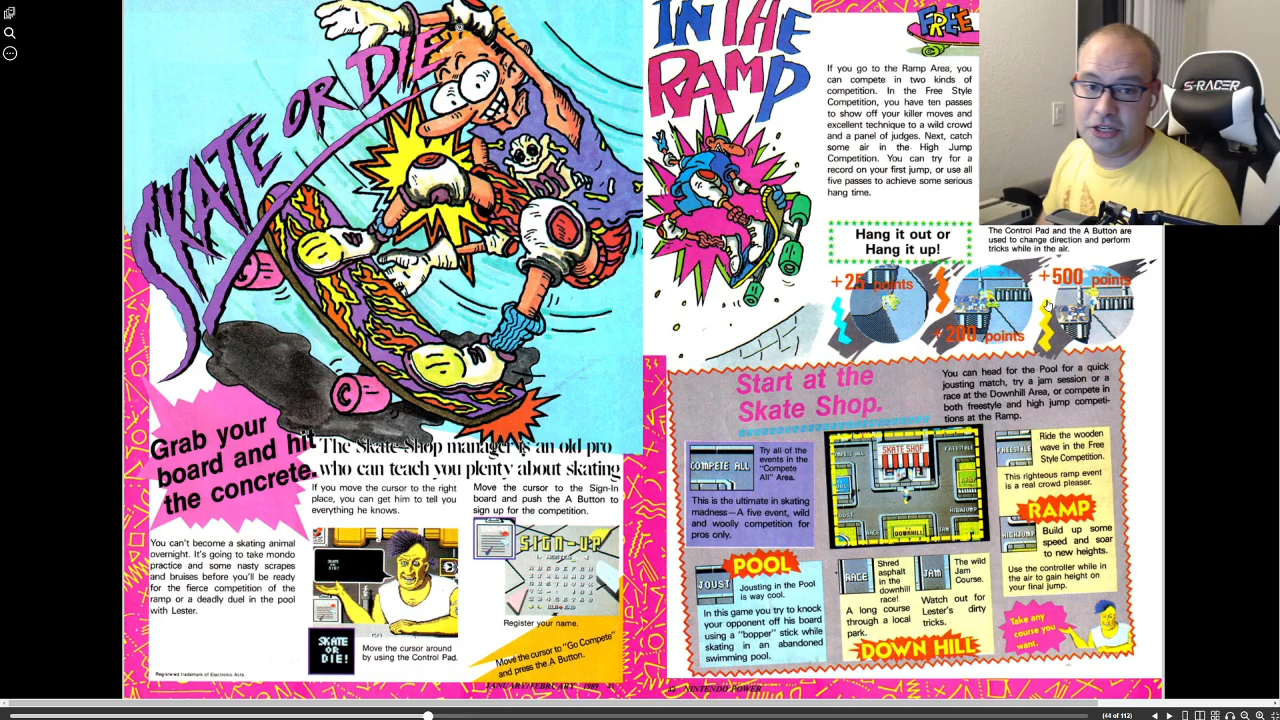 SKATE OR DIE
Grab your
board and hit
the concrete.
The Skate Shop manager is an old pro
who can teach you plenty about skating
If you move the cursor to the right
place, you can get him to tell you
everything he knows.
Move the cursor to the Sign-In
board and push the A Button to
sign up for the competition.
You can't become a skating animal
overnight. It's going to take mondo
practice and some nasty scrapes
and bruises before you'll be ready
for the fierce competition of the
ramp or a deadly duel in the pool
with Lester.
SIGN-UP
Register your name.
SKATE
OR
DIE!
Move the cursor around
by using the Control Pad.
Move the cursor to "Go Compete"
and press the A Button.
Registered trademark of Electronic Arts.
JANUARY/FEBRUARY 1989 41
IN THE
RAMP
FREE
If you go to the Ramp Area, you
can compete in two kinds of
competition. In the Free Style
Competition, you have ten passes
to show off your killer moves and
excellent technique to a wild crowd
and a panel of judges. Next, catch
some air in the High Jump
Competition. You can try for a
record on your first jump, or use all
five passes to achieve some serious
hang time.
Hang it out or
Hang it up!
The Control Pad and the A Button are
used to change direction and perform
tricks while in the air.
+25 points
+200 points
+500 points
Start at the
Skate Shop.
You can head for the Pool for a quick
jousting match, try a jam session or a
race at the Downhill Area, or compete in
both freestyle and high jump competi-
tions at the Ramp.
COMPETE ALL
Try all of the
events in the
"Compete
All" Area.
This is the ultimate in skating
madness—A five event, wild
and woolly competition for
pros only.
COMPETE ALL
SKATE SHOP
FREESTYLE
JOUST
RACE
DOWNHILL
JAM
HIGHJUMP
FREESTYLE
Ride the wooden
wave in the Free
Style Competition.
This righteous ramp event
is a real crowd pleaser.
RAMP
HIGHJUMP
Build up some
speed and soar
to new heights.
Use the controller while in
the air to gain height on
your final jump.
POOL
JOUST
Jousting in the Pool
is way cool.
In this game you try to knock
your opponent off his board
using a "bopper" stick while
skating in an abandoned
swimming pool.
RACE
Shred
asphalt
in the
downhill
race!
A long course
through a local
park.
JAM
The wild
Jam
Course.
Watch out for
Lester's dirty
tricks.
DOWN HILL
Take any
course you
want.
42 NINTENDO POWER
S-RACER
(44 of 112)